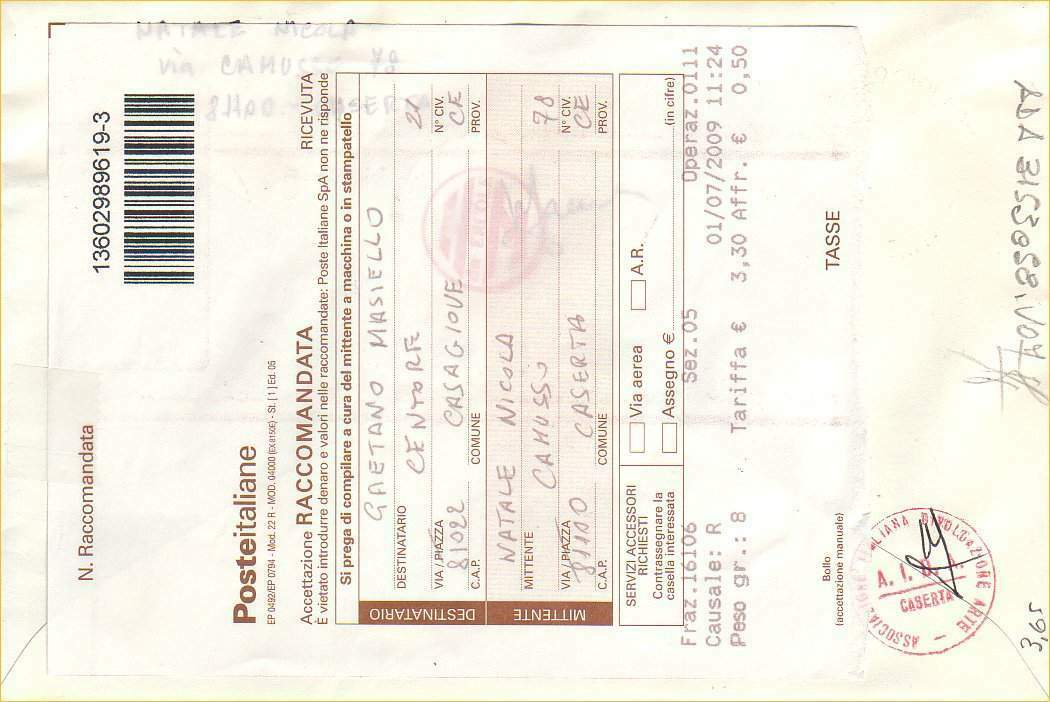 NATALE NICOLA
via CAMUSSO 78
81100 CASERTA
N. Raccomandata
13602989619-3
Posteitaliane
EP 0492/EP 0794 - Mod. 22 R - MOD. 04000 (EX 8150E) - St. [1] Ed. 05
Accettazione RACCOMANDATA
RICEVUTA
È vietato introdurre denaro e valori nelle raccomandate: Poste Italiane SpA non ne risponde
Si prega di compilare a cura del mittente a macchina o in stampatello
DESTINATARIO
GAETANO MASIELLO
DESTINATARIO
CENTORE 21
VIA / PIAZZA N° CIV.
81022 CASAGIOVE CE
C.A.P. COMUNE PROV.
MITTENTE
NATALE NICOLA
MITTENTE
CAMUSSO 78
VIA / PIAZZA N° CIV.
81100 CASERTA CE
C.A.P. COMUNE PROV.
SERVIZI ACCESSORI
RICHIESTI
Contrassegnare la
casella interessata
Via aerea
A.R.
Assegno €
(in cifre)
Fraz.16106 Sez.05 Operaz.0111
Causale: R 01/07/2009 11:24
Peso gr.: 8 Tariffa € 3,30 Affr. € 0,50
TASSE
Bollo
(accettazione manuale)
CASERTA
3,65